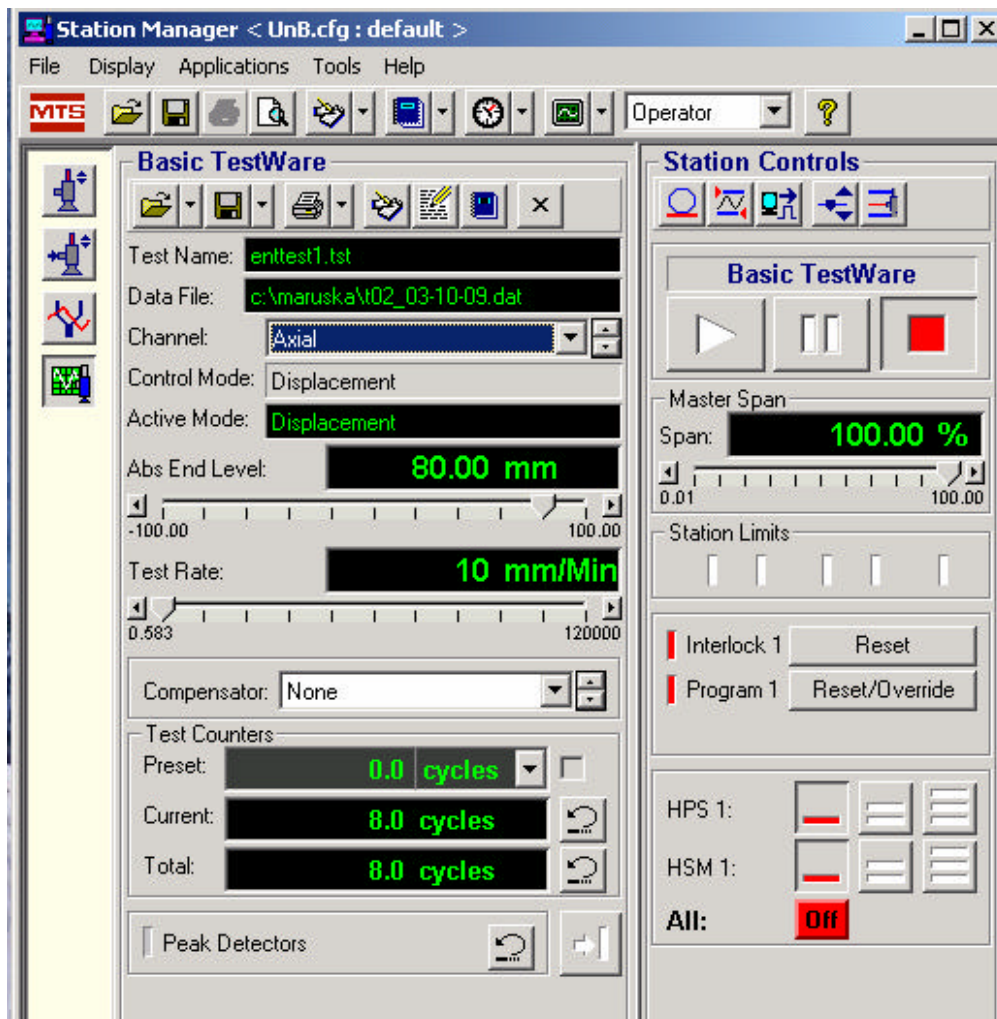 Station Manager < UnB.cfg : default >
File Display Applications Tools Help
MTS Operator
Basic TestWare
Test Name: enttest1.tst
Data File: c:\maruska\t02_03-10-09.dat
Channel: Axial
Control Mode: Displacement
Active Mode: Displacement
Abs End Level: 80.00 mm
-100.00 100.00
Test Rate: 10 mm/Min
0.583 120000
Compensator: None
Test Counters
Preset: 0.0 cycles
Current: 8.0 cycles
Total: 8.0 cycles
Peak Detectors
Station Controls
Basic TestWare
Master Span
Span: 100.00 %
0.01 100.00
Station Limits
Interlock 1 Reset
Program 1 Reset/Override
HPS 1:
HSM 1:
All: Off